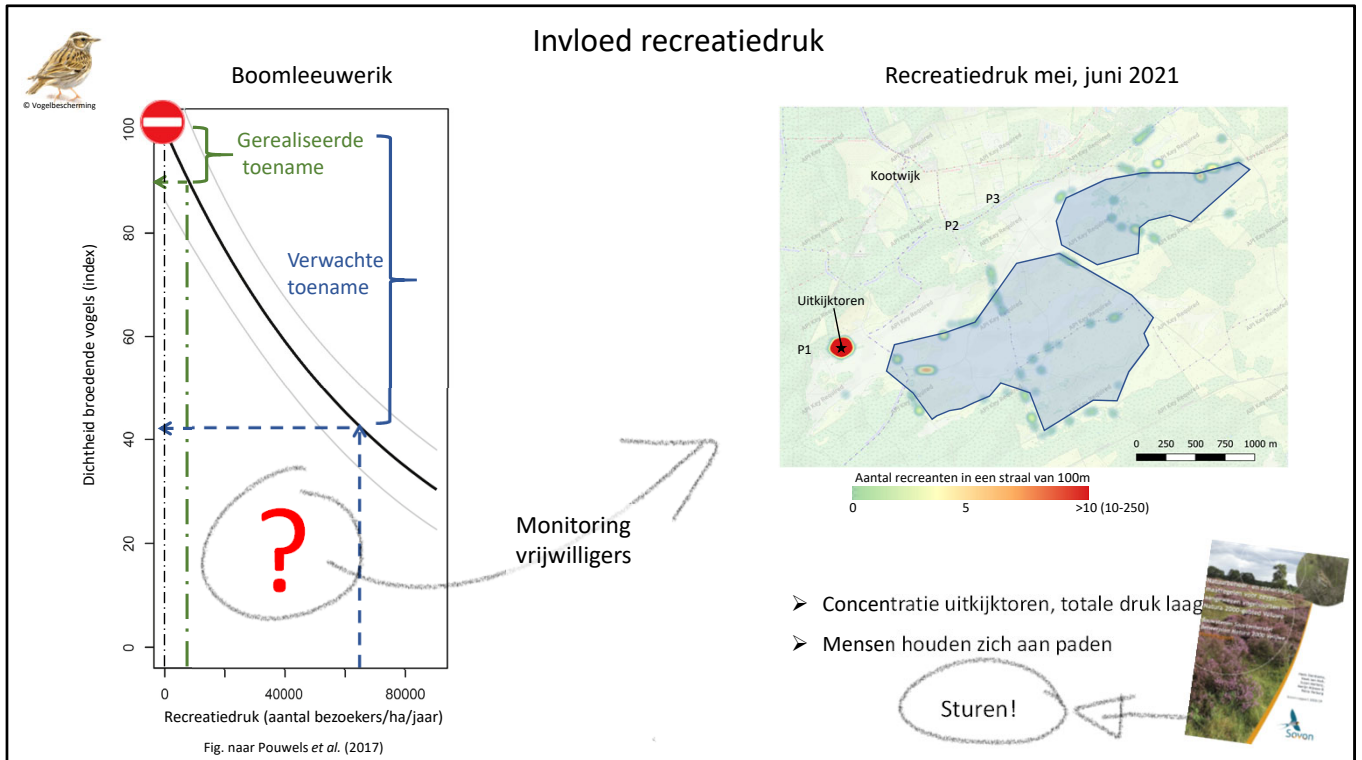 Invloed recreatiedruk
© Vogelbescherming
Boomleeuwerik
Gerealiseerde
toename
Verwachte
toename
Dichtheid broedende vogels (index)
100
80
60
40
20
0
?
0
40000
80000
Recreatiedruk (aantal bezoekers/ha/jaar)
Fig. naar Pouwels et al. (2017)
Monitoring
vrijwilligers
Recreatiedruk mei, juni 2021
Kootwijk
P3
P2
Uitkijktoren
P1
API Key Required
0 250 500 750 1000 m
Aantal recreanten in een straal van 100m
0 5 >10 (10-250)
➢ Concentratie uitkijktoren, totale druk laag
➢ Mensen houden zich aan paden
Sturen!
Sovon